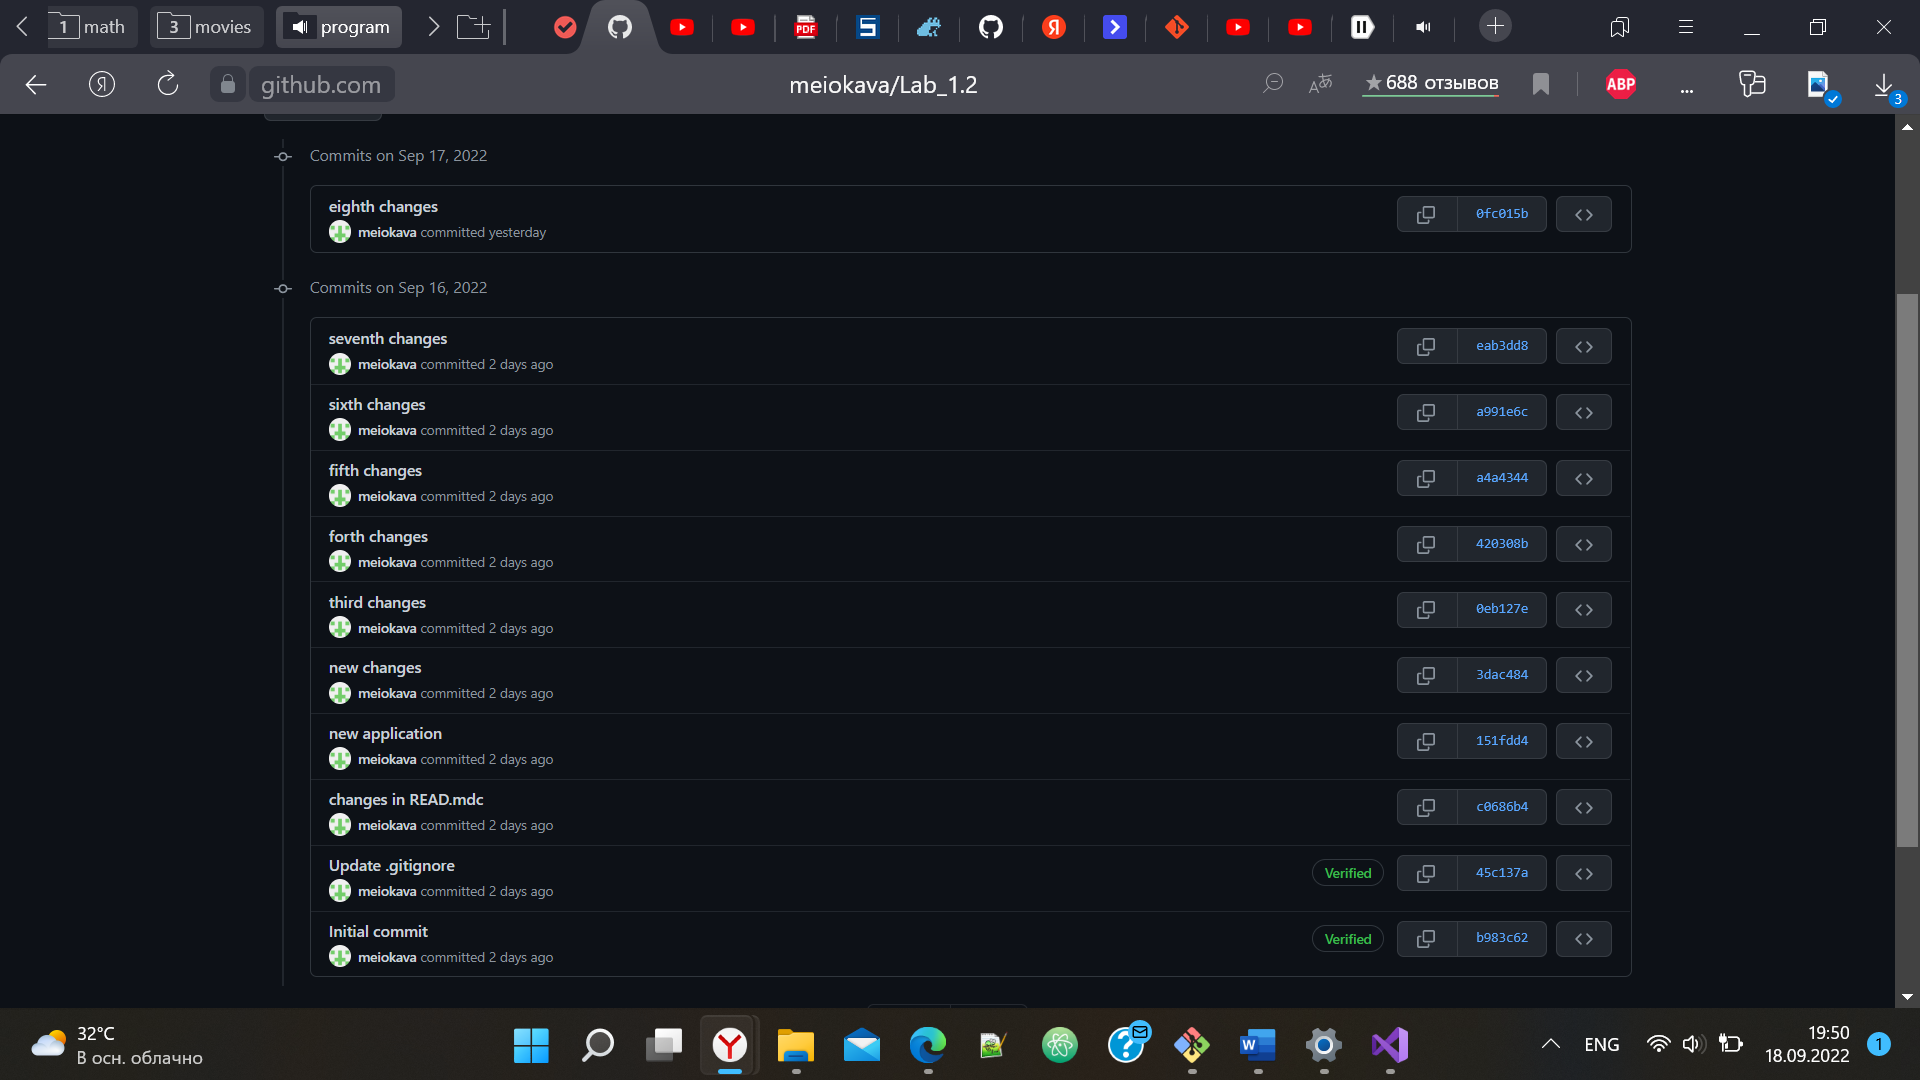 1 math
3 movies
program
github.com
meiokava/Lab_1.2
★688 отзывов
ABP
...
3
Commits on Sep 17, 2022
eighth changes
meiokava committed yesterday
0fc015b
Commits on Sep 16, 2022
seventh changes
meiokava committed 2 days ago
eab3dd8
sixth changes
meiokava committed 2 days ago
a991e6c
fifth changes
meiokava committed 2 days ago
a4a4344
forth changes
meiokava committed 2 days ago
420308b
third changes
meiokava committed 2 days ago
0eb127e
new changes
meiokava committed 2 days ago
3dac484
new application
meiokava committed 2 days ago
151fdd4
changes in READ.mdc
meiokava committed 2 days ago
c0686b4
Update .gitignore
meiokava committed 2 days ago
Verified
45c137a
Initial commit
meiokava committed 2 days ago
Verified
b983c62
32°C
В осн. облачно
ENG
19:50
18.09.2022
1